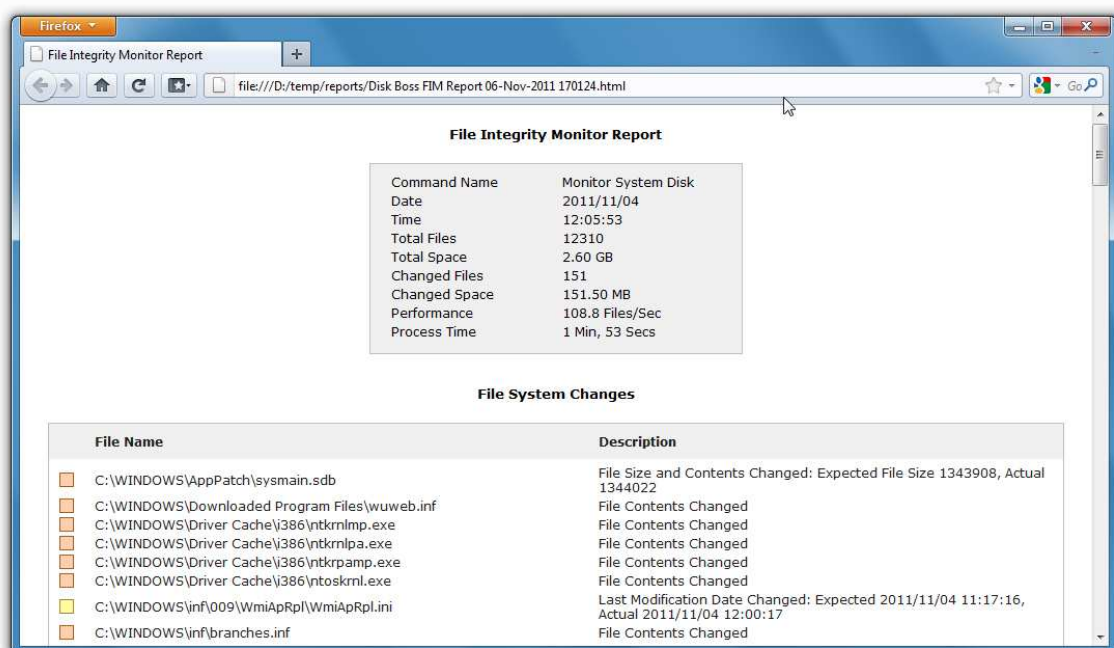 Firefox
File Integrity Monitor Report
file:///D:/temp/reports/Disk Boss FIM Report 06-Nov-2011 170124.html
Go
File Integrity Monitor Report
Command Name Monitor System Disk
Date 2011/11/04
Time 12:05:53
Total Files 12310
Total Space 2.60 GB
Changed Files 151
Changed Space 151.50 MB
Performance 108.8 Files/Sec
Process Time 1 Min, 53 Secs
File System Changes
File Name Description
C:\WINDOWS\AppPatch\sysmain.sdb File Size and Contents Changed: Expected File Size 1343908, Actual
1344022
C:\WINDOWS\Downloaded Program Files\wuweb.inf File Contents Changed
C:\WINDOWS\Driver Cache\i386\ntkrnlmp.exe File Contents Changed
C:\WINDOWS\Driver Cache\i386\ntkrnlpa.exe File Contents Changed
C:\WINDOWS\Driver Cache\i386\ntkrpamp.exe File Contents Changed
C:\WINDOWS\Driver Cache\i386\ntoskrnl.exe File Contents Changed
C:\WINDOWS\inf\009\WmiApRpl\WmiApRpl.ini Last Modification Date Changed: Expected 2011/11/04 11:17:16,
Actual 2011/11/04 12:00:17
C:\WINDOWS\inf\branches.inf File Contents Changed